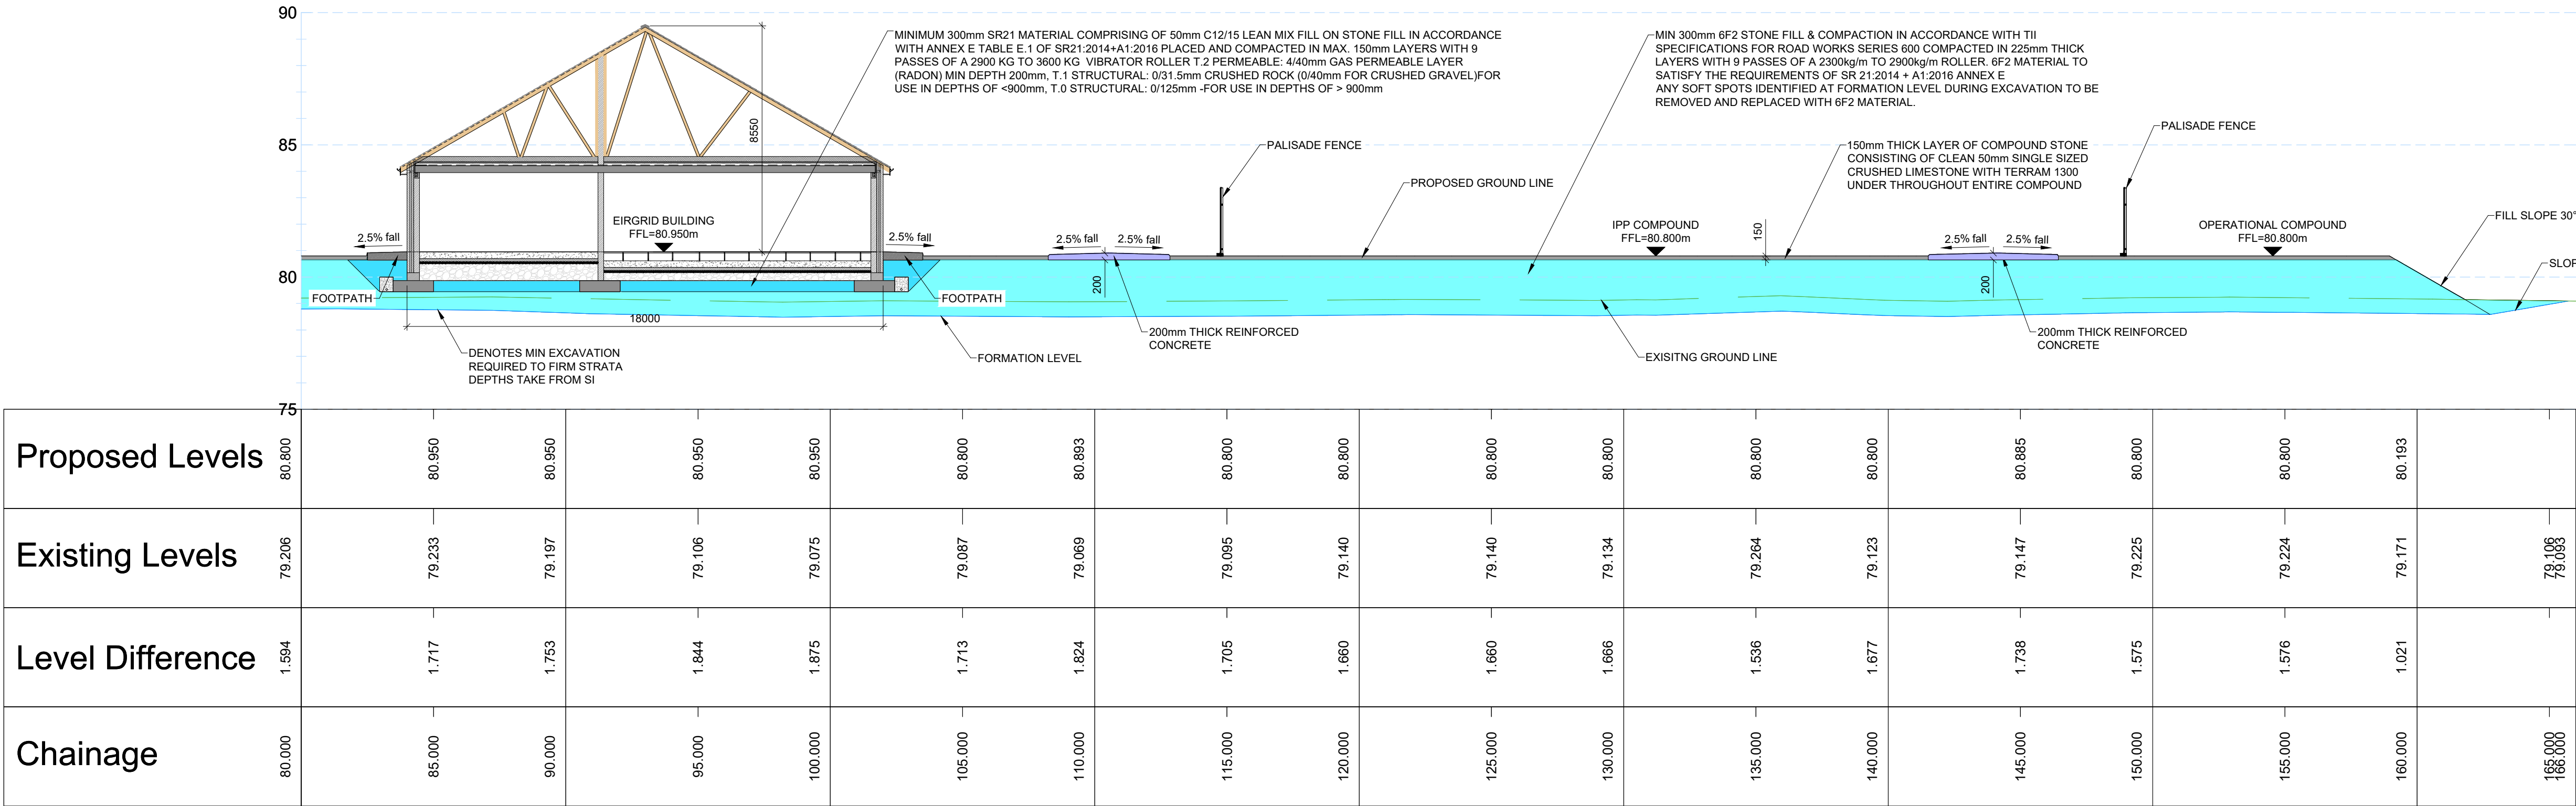 90
MINIMUM 300mm SR21 MATERIAL COMPRISING OF 50mm C12/15 LEAN MIX FILL ON STONE FILL IN ACCORDANCE
WITH ANNEX E TABLE E.1 OF SR21:2014+A1:2016 PLACED AND COMPACTED IN MAX. 150mm LAYERS WITH 9
PASSES OF A 2900 KG TO 3600 KG VIBRATOR ROLLER T.2 PERMEABLE: 4/40mm GAS PERMEABLE LAYER
(RADON) MIN DEPTH 200mm, T.1 STRUCTURAL: 0/31.5mm CRUSHED ROCK (0/40mm FOR CRUSHED GRAVEL)FOR
USE IN DEPTHS OF <900mm, T.0 STRUCTURAL: 0/125mm -FOR USE IN DEPTHS OF > 900mm
MIN 300mm 6F2 STONE FILL & COMPACTION IN ACCORDANCE WITH TII
SPECIFICATIONS FOR ROAD WORKS SERIES 600 COMPACTED IN 225mm THICK
LAYERS WITH 9 PASSES OF A 2300kg/m TO 2900kg/m ROLLER. 6F2 MATERIAL TO
SATISFY THE REQUIREMENTS OF SR 21:2014 + A1:2016 ANNEX E
ANY SOFT SPOTS IDENTIFIED AT FORMATION LEVEL DURING EXCAVATION TO BE
REMOVED AND REPLACED WITH 6F2 MATERIAL.
8550
PALISADE FENCE
85
PALISADE FENCE
150mm THICK LAYER OF COMPOUND STONE
CONSISTING OF CLEAN 50mm SINGLE SIZED
CRUSHED LIMESTONE WITH TERRAM 1300
UNDER THROUGHOUT ENTIRE COMPOUND
PROPOSED GROUND LINE
EIRGRID BUILDING
FFL=80.950m
IPP COMPOUND
FFL=80.800m
150
OPERATIONAL COMPOUND
FFL=80.800m
FILL SLOPE 30°
2.5% fall
2.5% fall
2.5% fall
2.5% fall
2.5% fall
2.5% fall
SLOP
80
200
200
FOOTPATH
FOOTPATH
18000
200mm THICK REINFORCED
CONCRETE
200mm THICK REINFORCED
CONCRETE
DENOTES MIN EXCAVATION
REQUIRED TO FIRM STRATA
DEPTHS TAKE FROM SI
FORMATION LEVEL
EXISITNG GROUND LINE
75
Proposed Levels 80.800 80.950 80.950 80.950 80.950 80.800 80.893 80.800 80.800 80.800 80.800 80.800 80.800 80.885 80.800 80.800 80.193
Existing Levels 79.206 79.233 79.197 79.106 79.075 79.087 79.069 79.095 79.140 79.140 79.134 79.264 79.123 79.147 79.225 79.224 79.171 79.106 79.093
Level Difference 1.594 1.717 1.753 1.844 1.875 1.713 1.824 1.705 1.660 1.660 1.666 1.536 1.677 1.738 1.575 1.576 1.021
Chainage 80.000 85.000 90.000 95.000 100.000 105.000 110.000 115.000 120.000 125.000 130.000 135.000 140.000 145.000 150.000 155.000 160.000 165.000 166.000